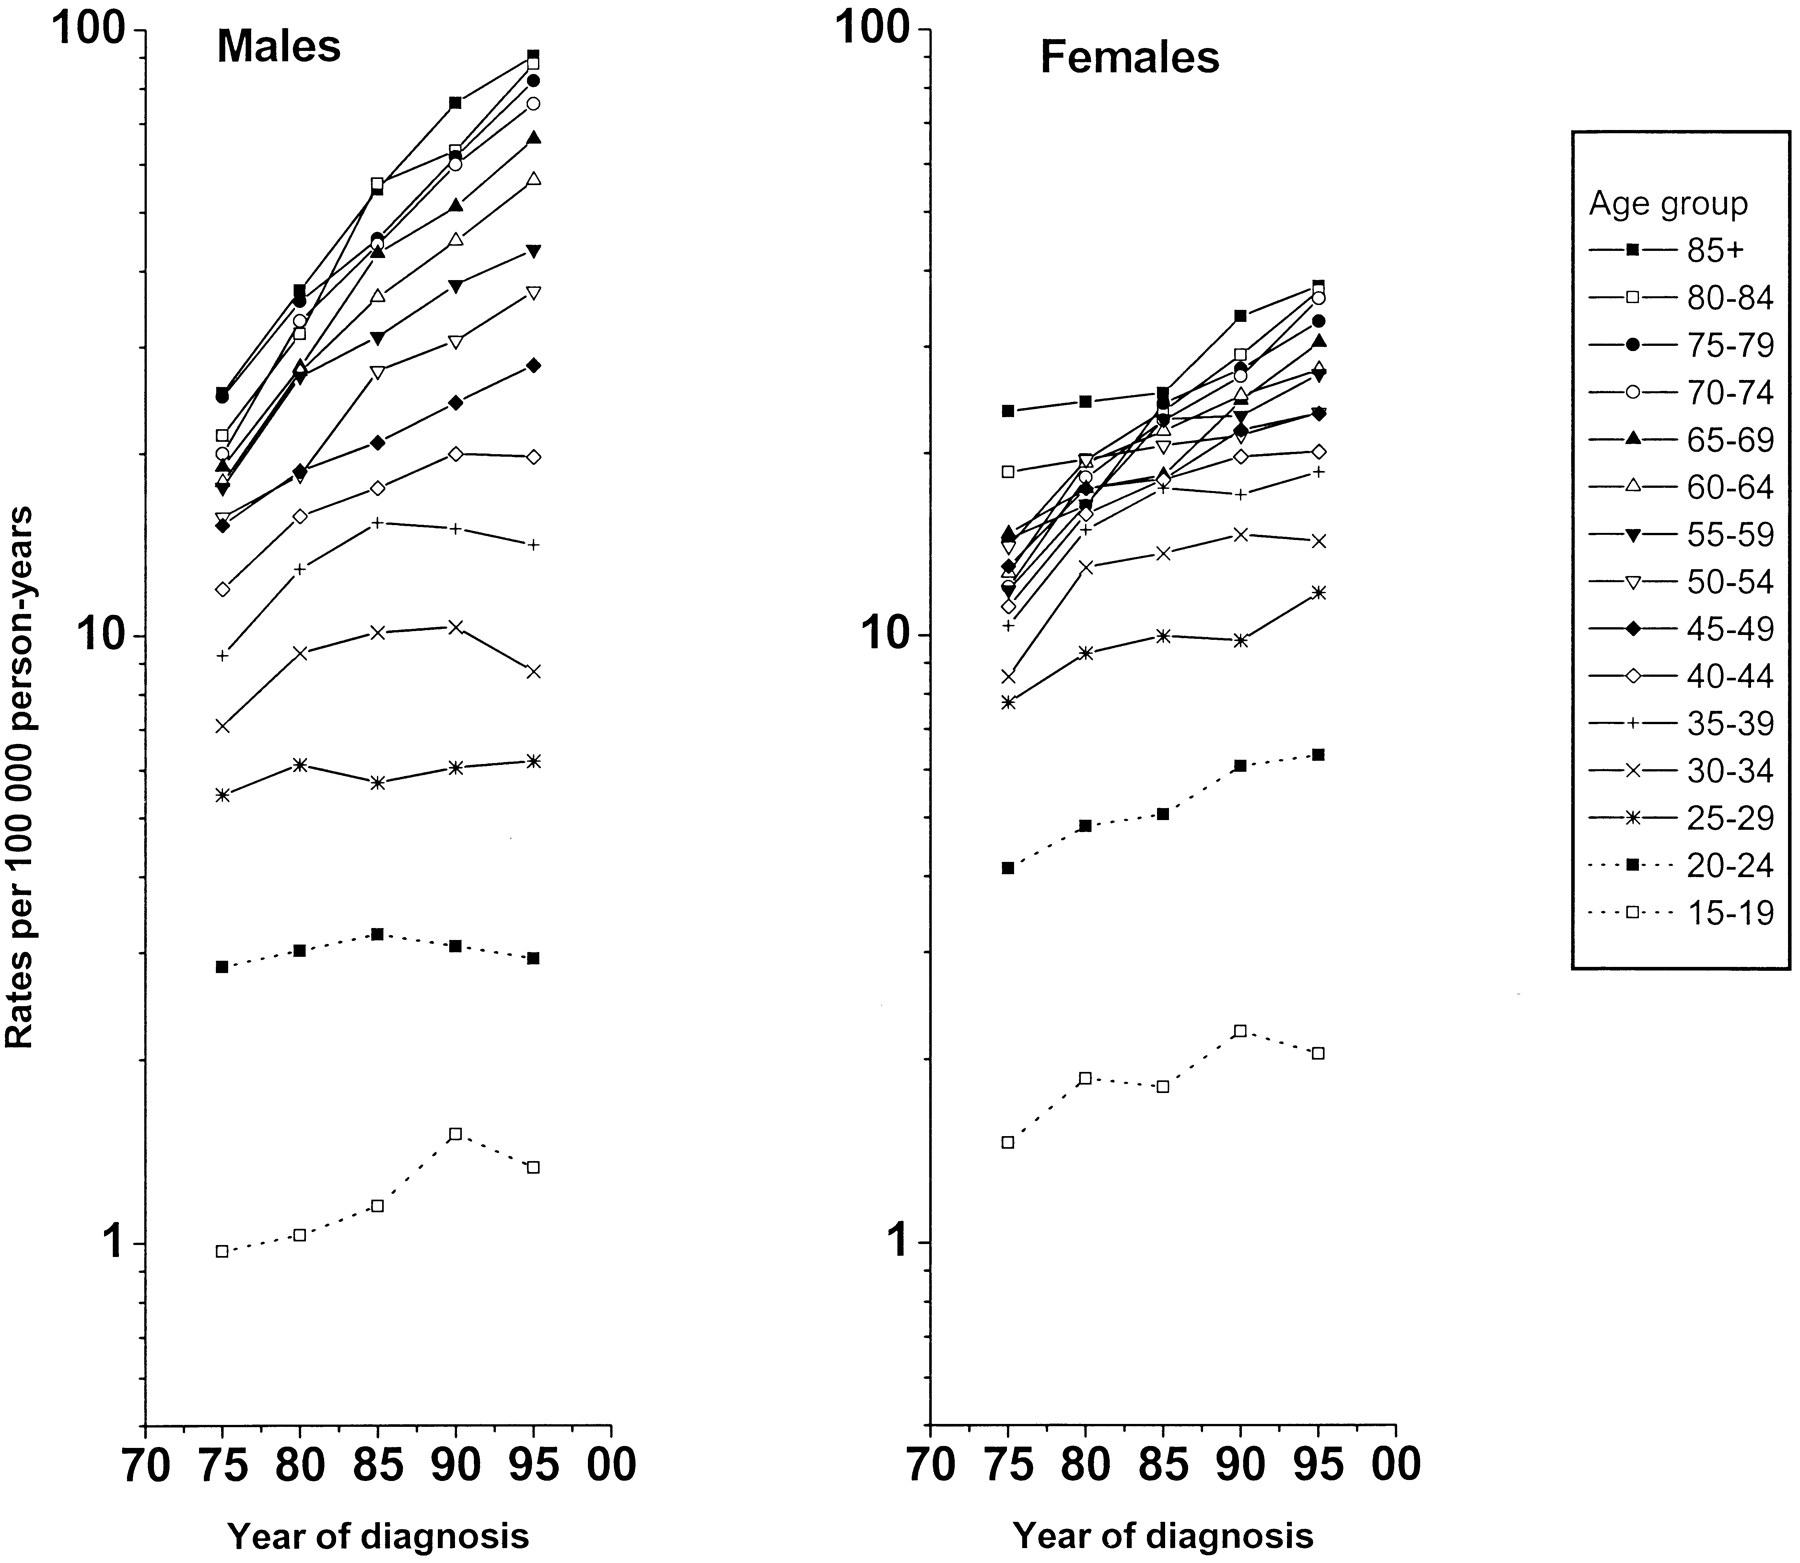 Males
Rates per 100 000 person-years
100
10
1
70 75 80 85 90 95 00
Year of diagnosis
Females
100
10
1
70 75 80 85 90 95 00
Year of diagnosis
Age group
85+
80-84
75-79
70-74
65-69
60-64
55-59
50-54
45-49
40-44
35-39
30-34
25-29
20-24
15-19